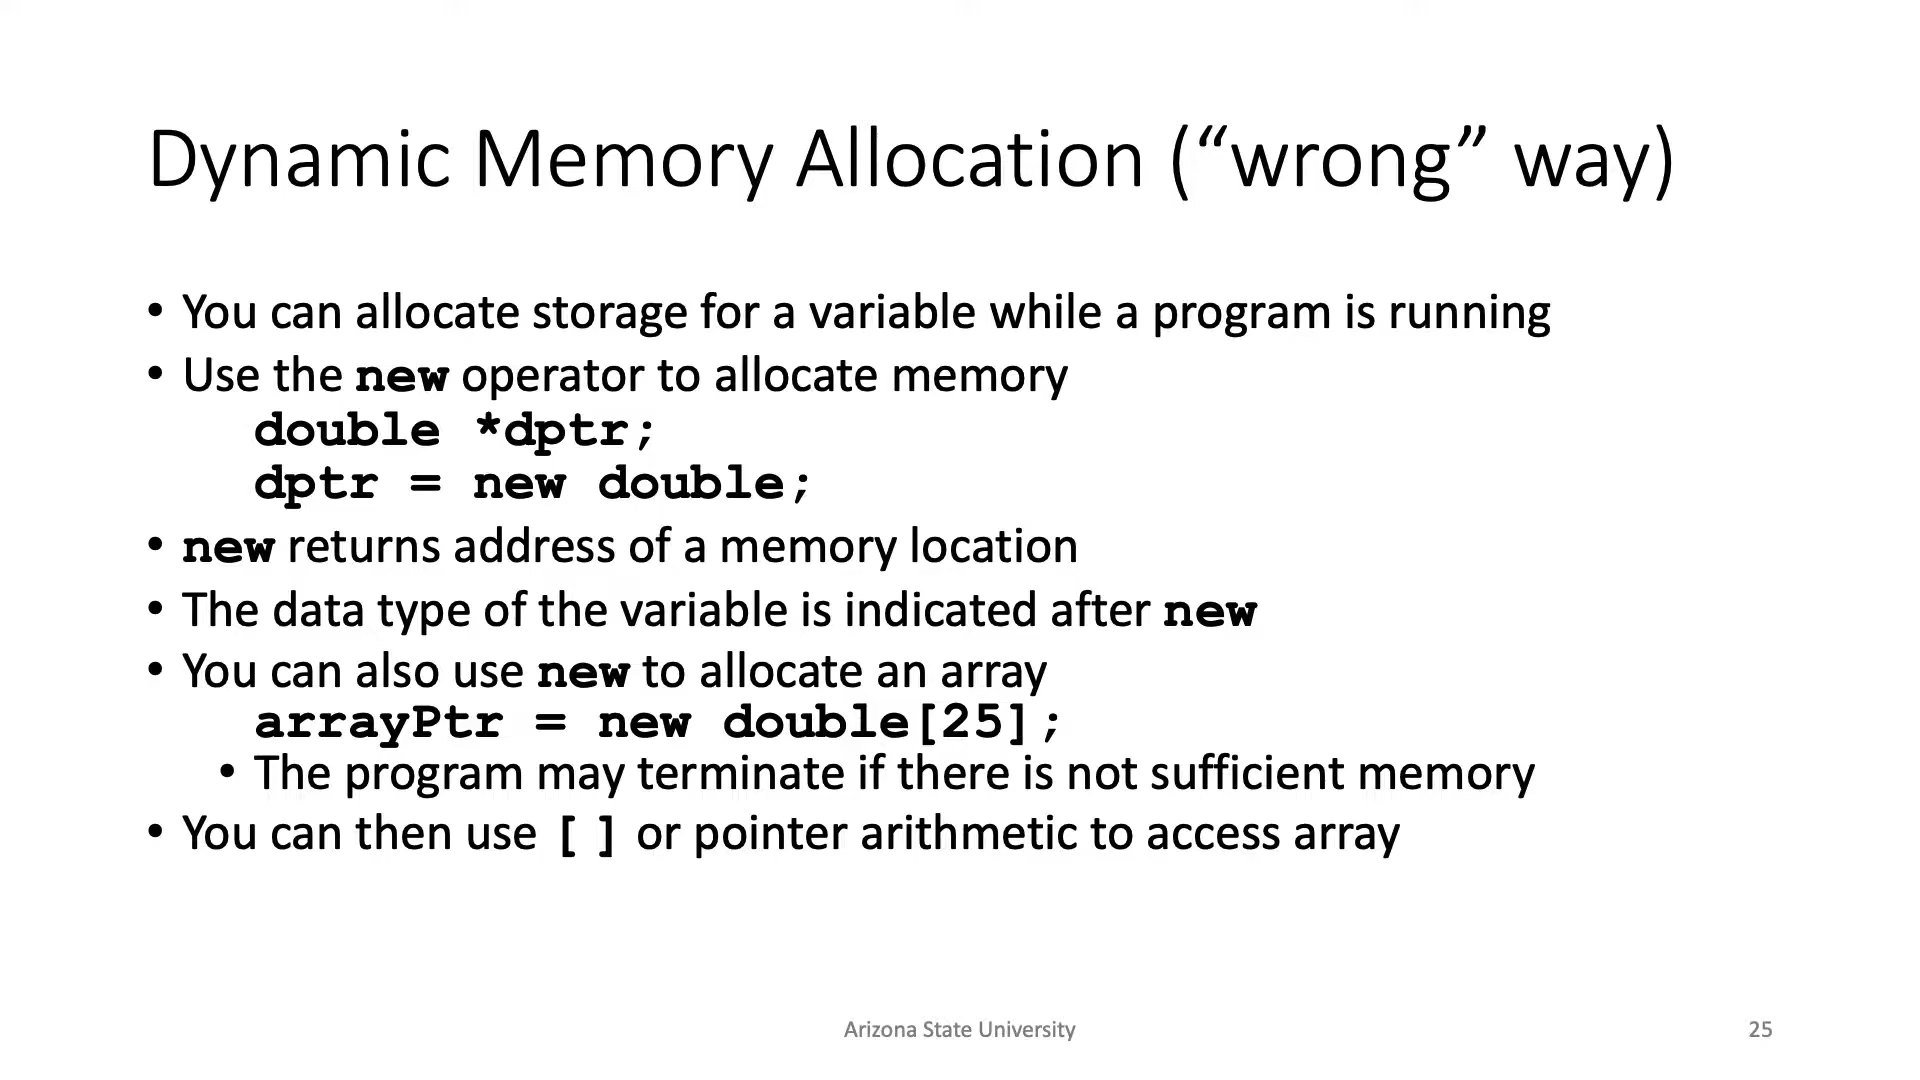 Dynamic Memory Allocation (“wrong” way)
• You can allocate storage for a variable while a program is running
• Use the new operator to allocate memory
double *dptr;
dptr = new double;
• new returns address of a memory location
• The data type of the variable is indicated after new
• You can also use new to allocate an array
arrayPtr = new double[25];
• The program may terminate if there is not sufficient memory
• You can then use [ ] or pointer arithmetic to access array
Arizona State University
25